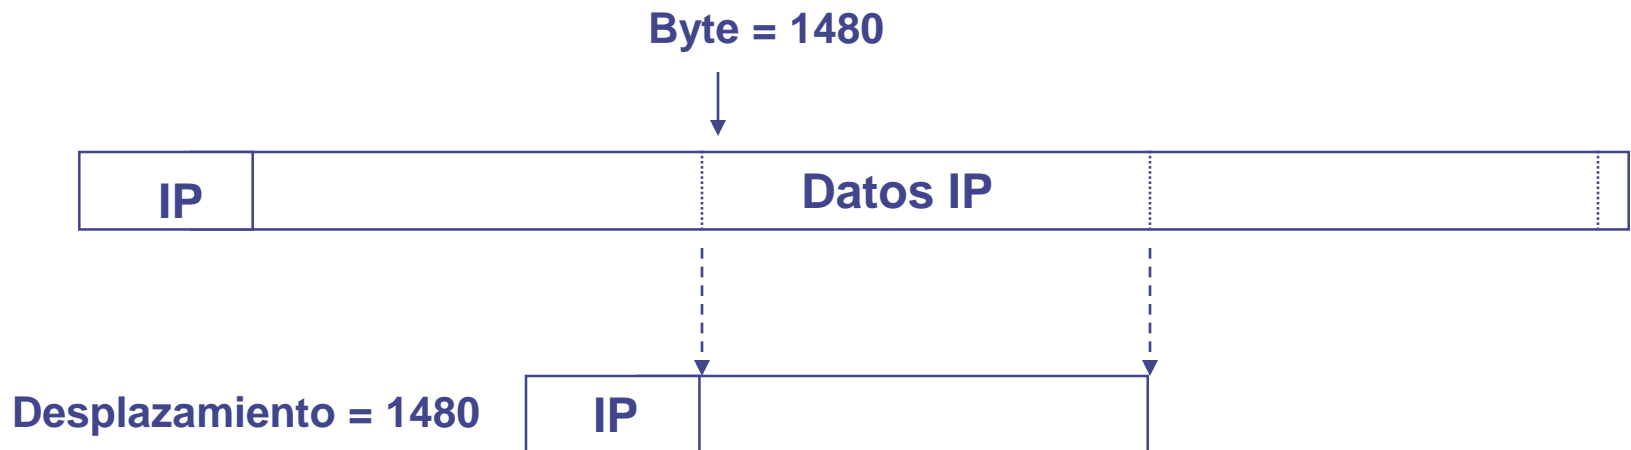 Byte = 1480
IP
Datos IP
Desplazamiento = 1480
IP